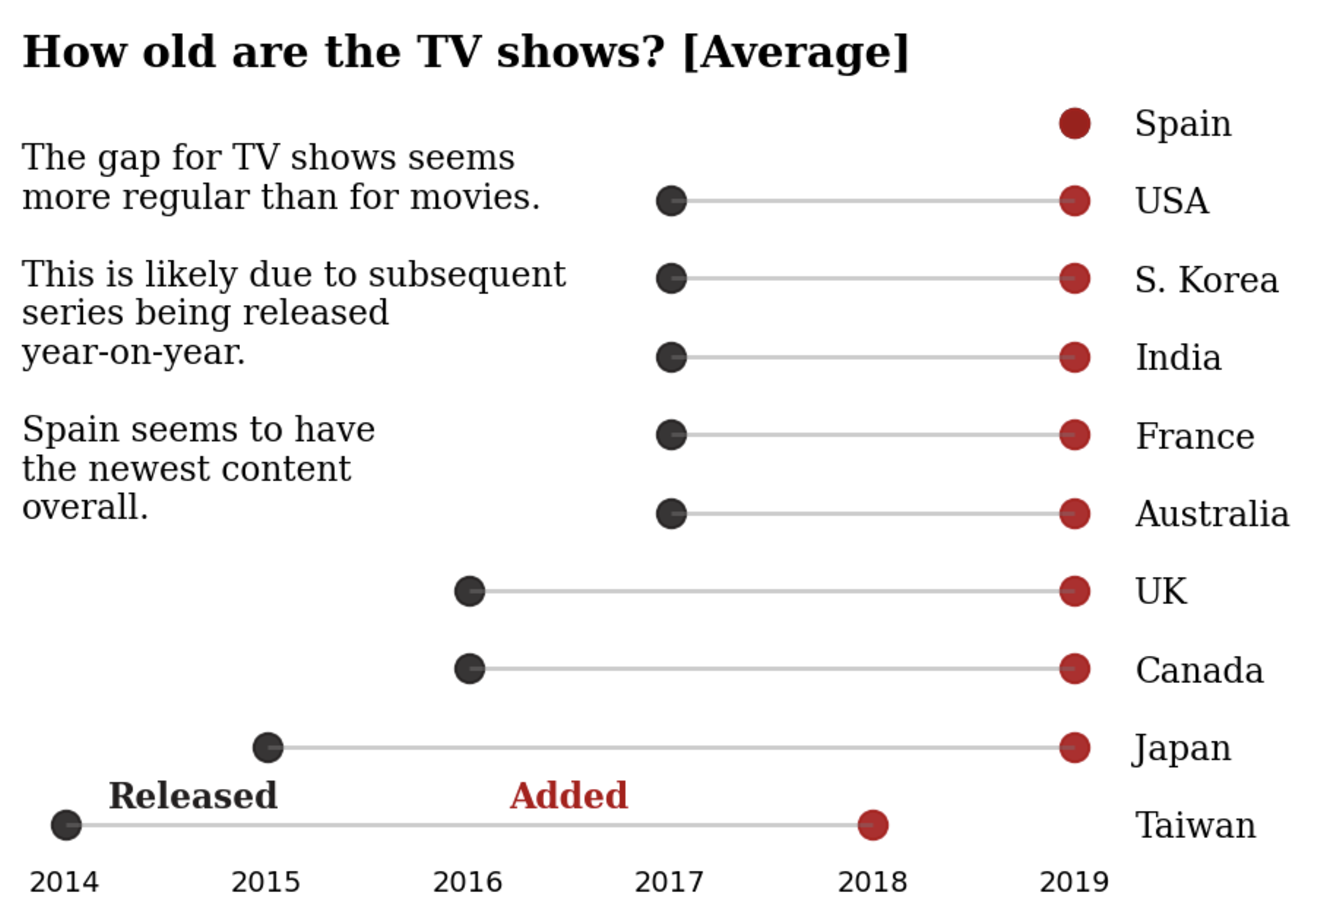 How old are the TV shows? [Average]
The gap for TV shows seems
more regular than for movies.
This is likely due to subsequent
series being released
year-on-year.
Spain seems to have
the newest content
overall.
Spain
USA
S. Korea
India
France
Australia
UK
Canada
Japan
Released Added
Taiwan
2014 2015 2016 2017 2018 2019